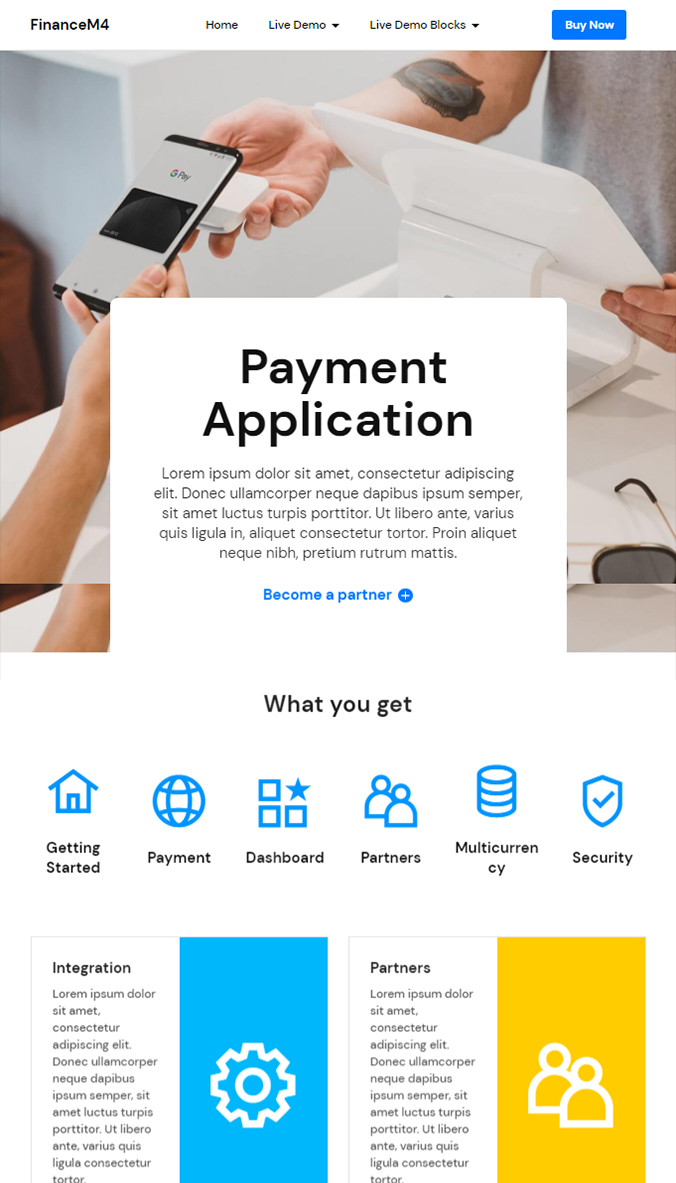 FinanceM4
Home
Live Demo
Live Demo Blocks
Buy Now
G Pay
Payment
Application
Lorem ipsum dolor sit amet, consectetur adipiscing
elit. Donec ullamcorper neque dapibus ipsum semper,
sit amet luctus turpis porttitor. Ut libero ante, varius
quis ligula in, aliquet consectetur tortor. Proin aliquet
neque nibh, pretium rutrum mattis.
Become a partner
What you get
Getting
Started
Payment
Dashboard
Partners
Multicurren
cy
Security
Integration
Lorem ipsum dolor
sit amet,
consectetur
adipiscing elit.
Donec ullamcorper
neque dapibus
ipsum semper, sit
amet luctus turpis
porttitor. Ut libero
ante, varius quis
ligula consectetur
tortor.
Partners
Lorem ipsum dolor
sit amet,
consectetur
adipiscing elit.
Donec ullamcorper
neque dapibus
ipsum semper, sit
amet luctus turpis
porttitor. Ut libero
ante, varius quis
ligula consectetur
tortor.